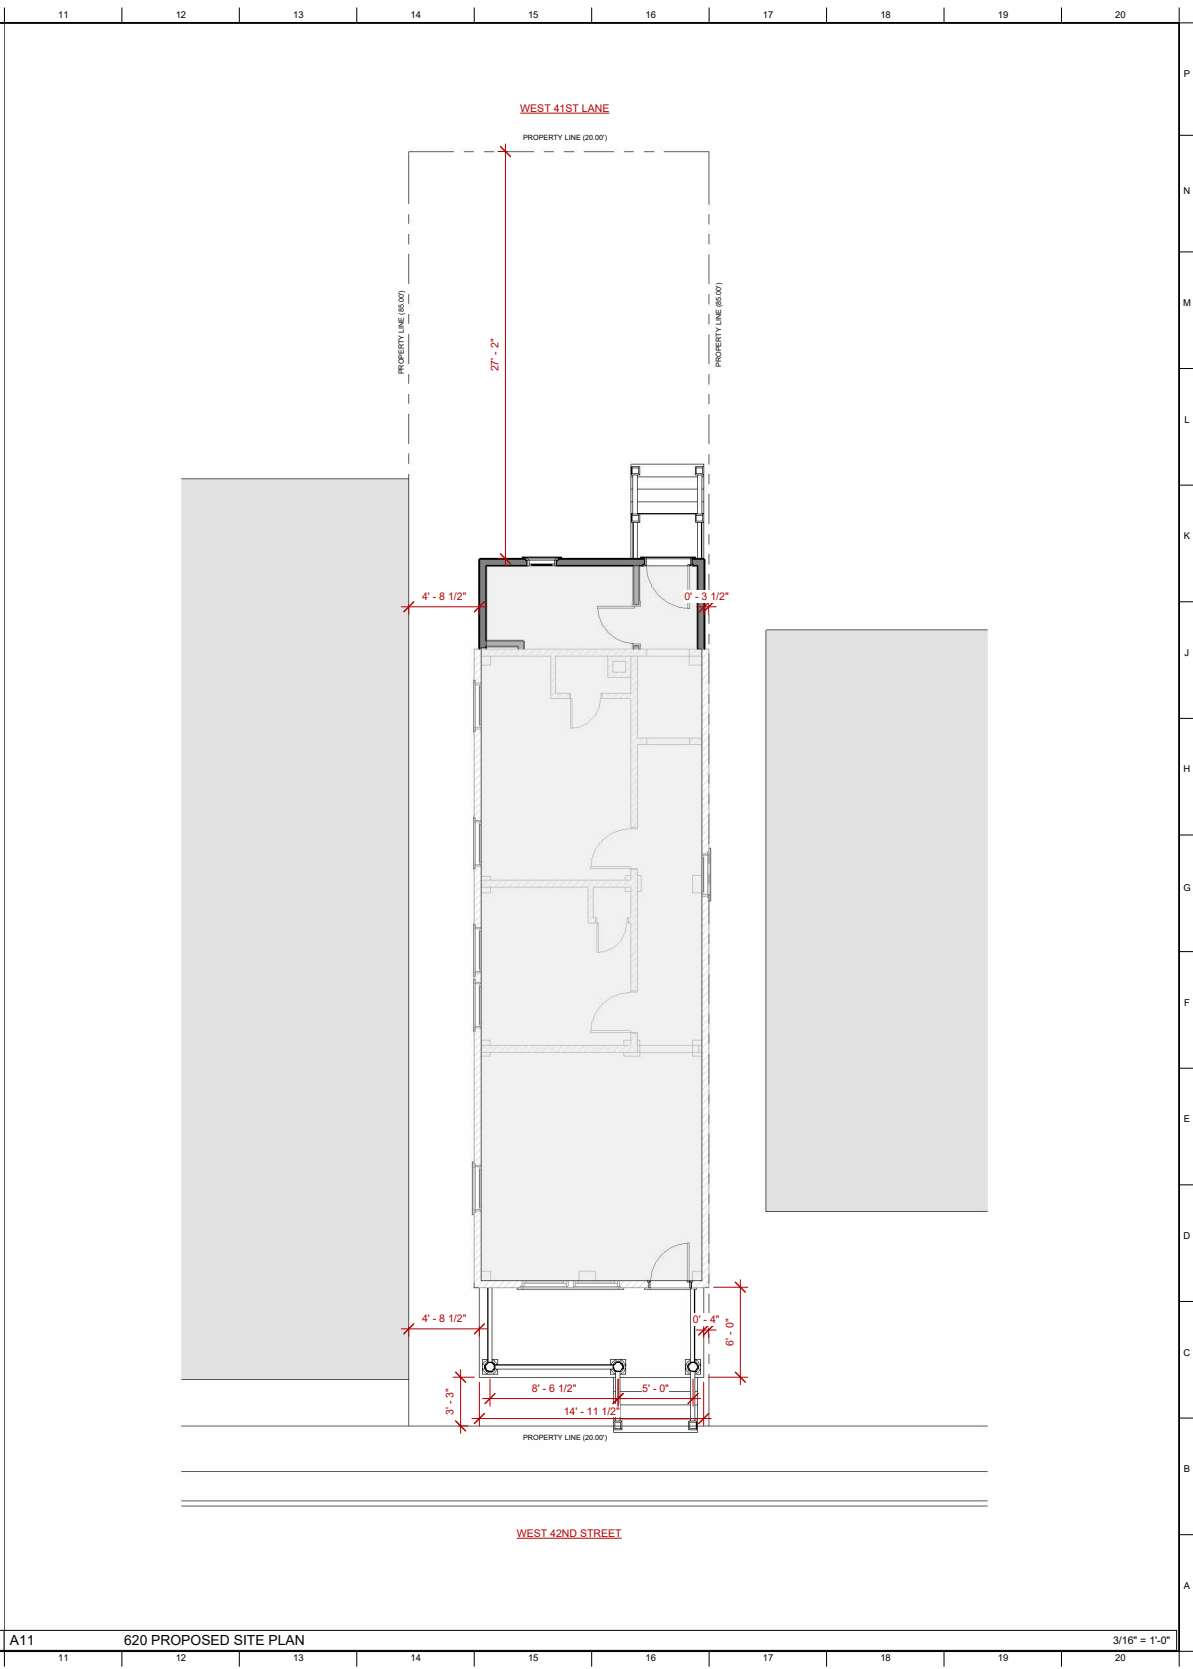 11 12 13 14 15 16 17 18 19 20
P
WEST 41ST LANE
PROPERTY LINE (20.00')
N
M
PROPERTY LINE (85.00')
PROPERTY LINE (85.00')
27' - 2"
L
K
4' - 8 1/2"
0' - 3 1/2"
J
H
G
F
E
D
4' - 8 1/2"
0' - 4"
6' - 0"
C
3' - 3"
8' - 6 1/2"
5' - 0"
14' - 11 1/2"
PROPERTY LINE (20.00')
B
WEST 42ND STREET
A
A11 620 PROPOSED SITE PLAN 3/16" = 1'-0"
11 12 13 14 15 16 17 18 19 20